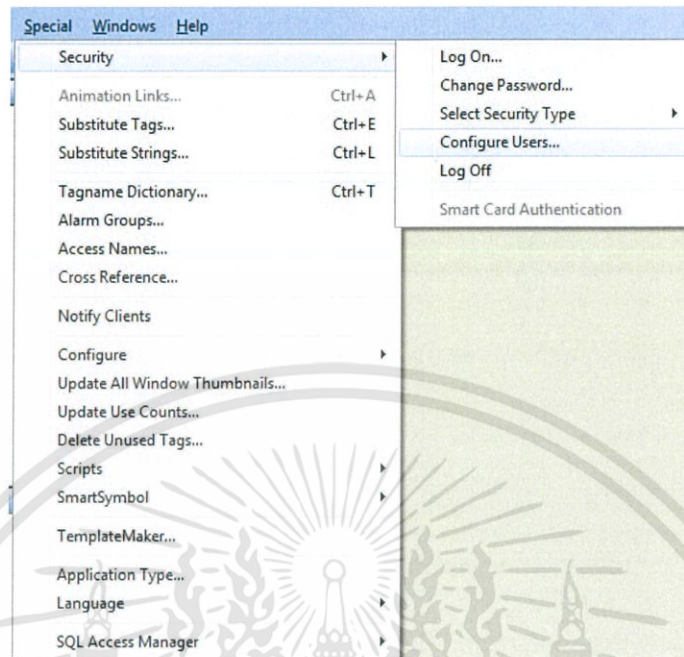 Special Windows Help
Security
Animation Links... Ctrl+A
Substitute Tags... Ctrl+E
Substitute Strings... Ctrl+L
Tagname Dictionary... Ctrl+T
Alarm Groups...
Access Names...
Cross Reference...
Notify Clients
Configure
Update All Window Thumbnails...
Update Use Counts...
Delete Unused Tags...
Scripts
SmartSymbol
TemplateMaker...
Application Type...
Language
SQL Access Manager
Log On...
Change Password...
Select Security Type
Configure Users...
Log Off
Smart Card Authentication